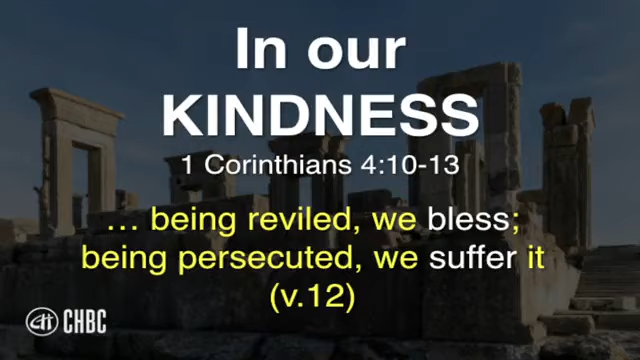 In our
KINDNESS
1 Corinthians 4:10-13
... being reviled, we bless;
being persecuted, we suffer it
(v.12)
CHBC